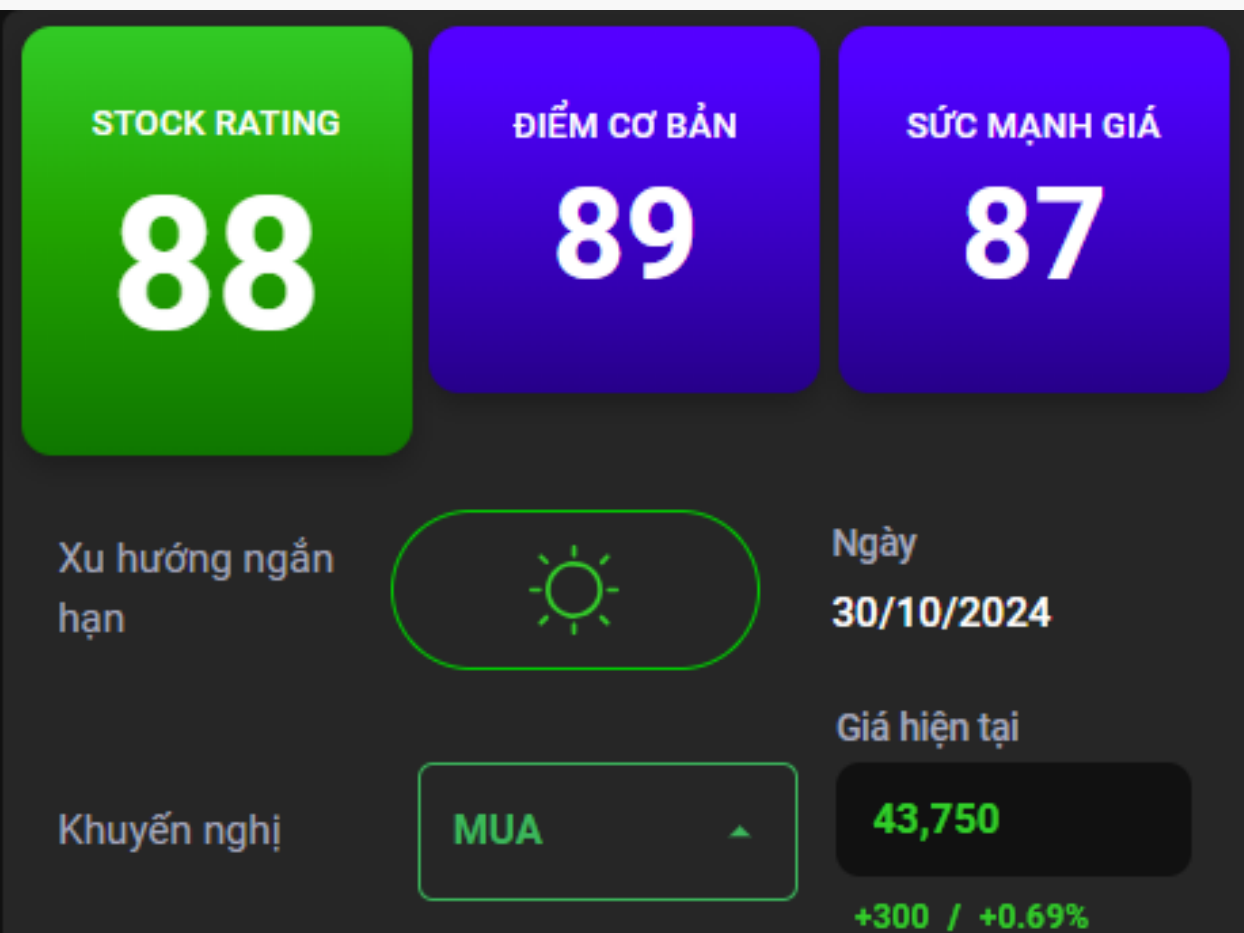 STOCK RATING
88
ĐIỂM CƠ BẢN
89
SỨC MẠNH GIÁ
87
Xu hướng ngắn
hạn
Ngày
30/10/2024
Khuyến nghị
MUA
Giá hiện tại
43,750
+300 / +0.69%